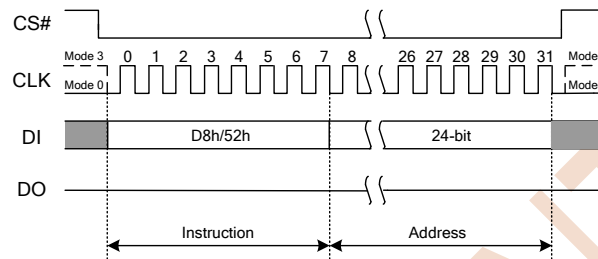 CS#
Mode 3 0 1 2 3 4 5 6 7 8 26 27 28 29 30 31 Mode
CLK Mode 0 Mode
DI D8h/52h 24-bit
DO
Instruction Address